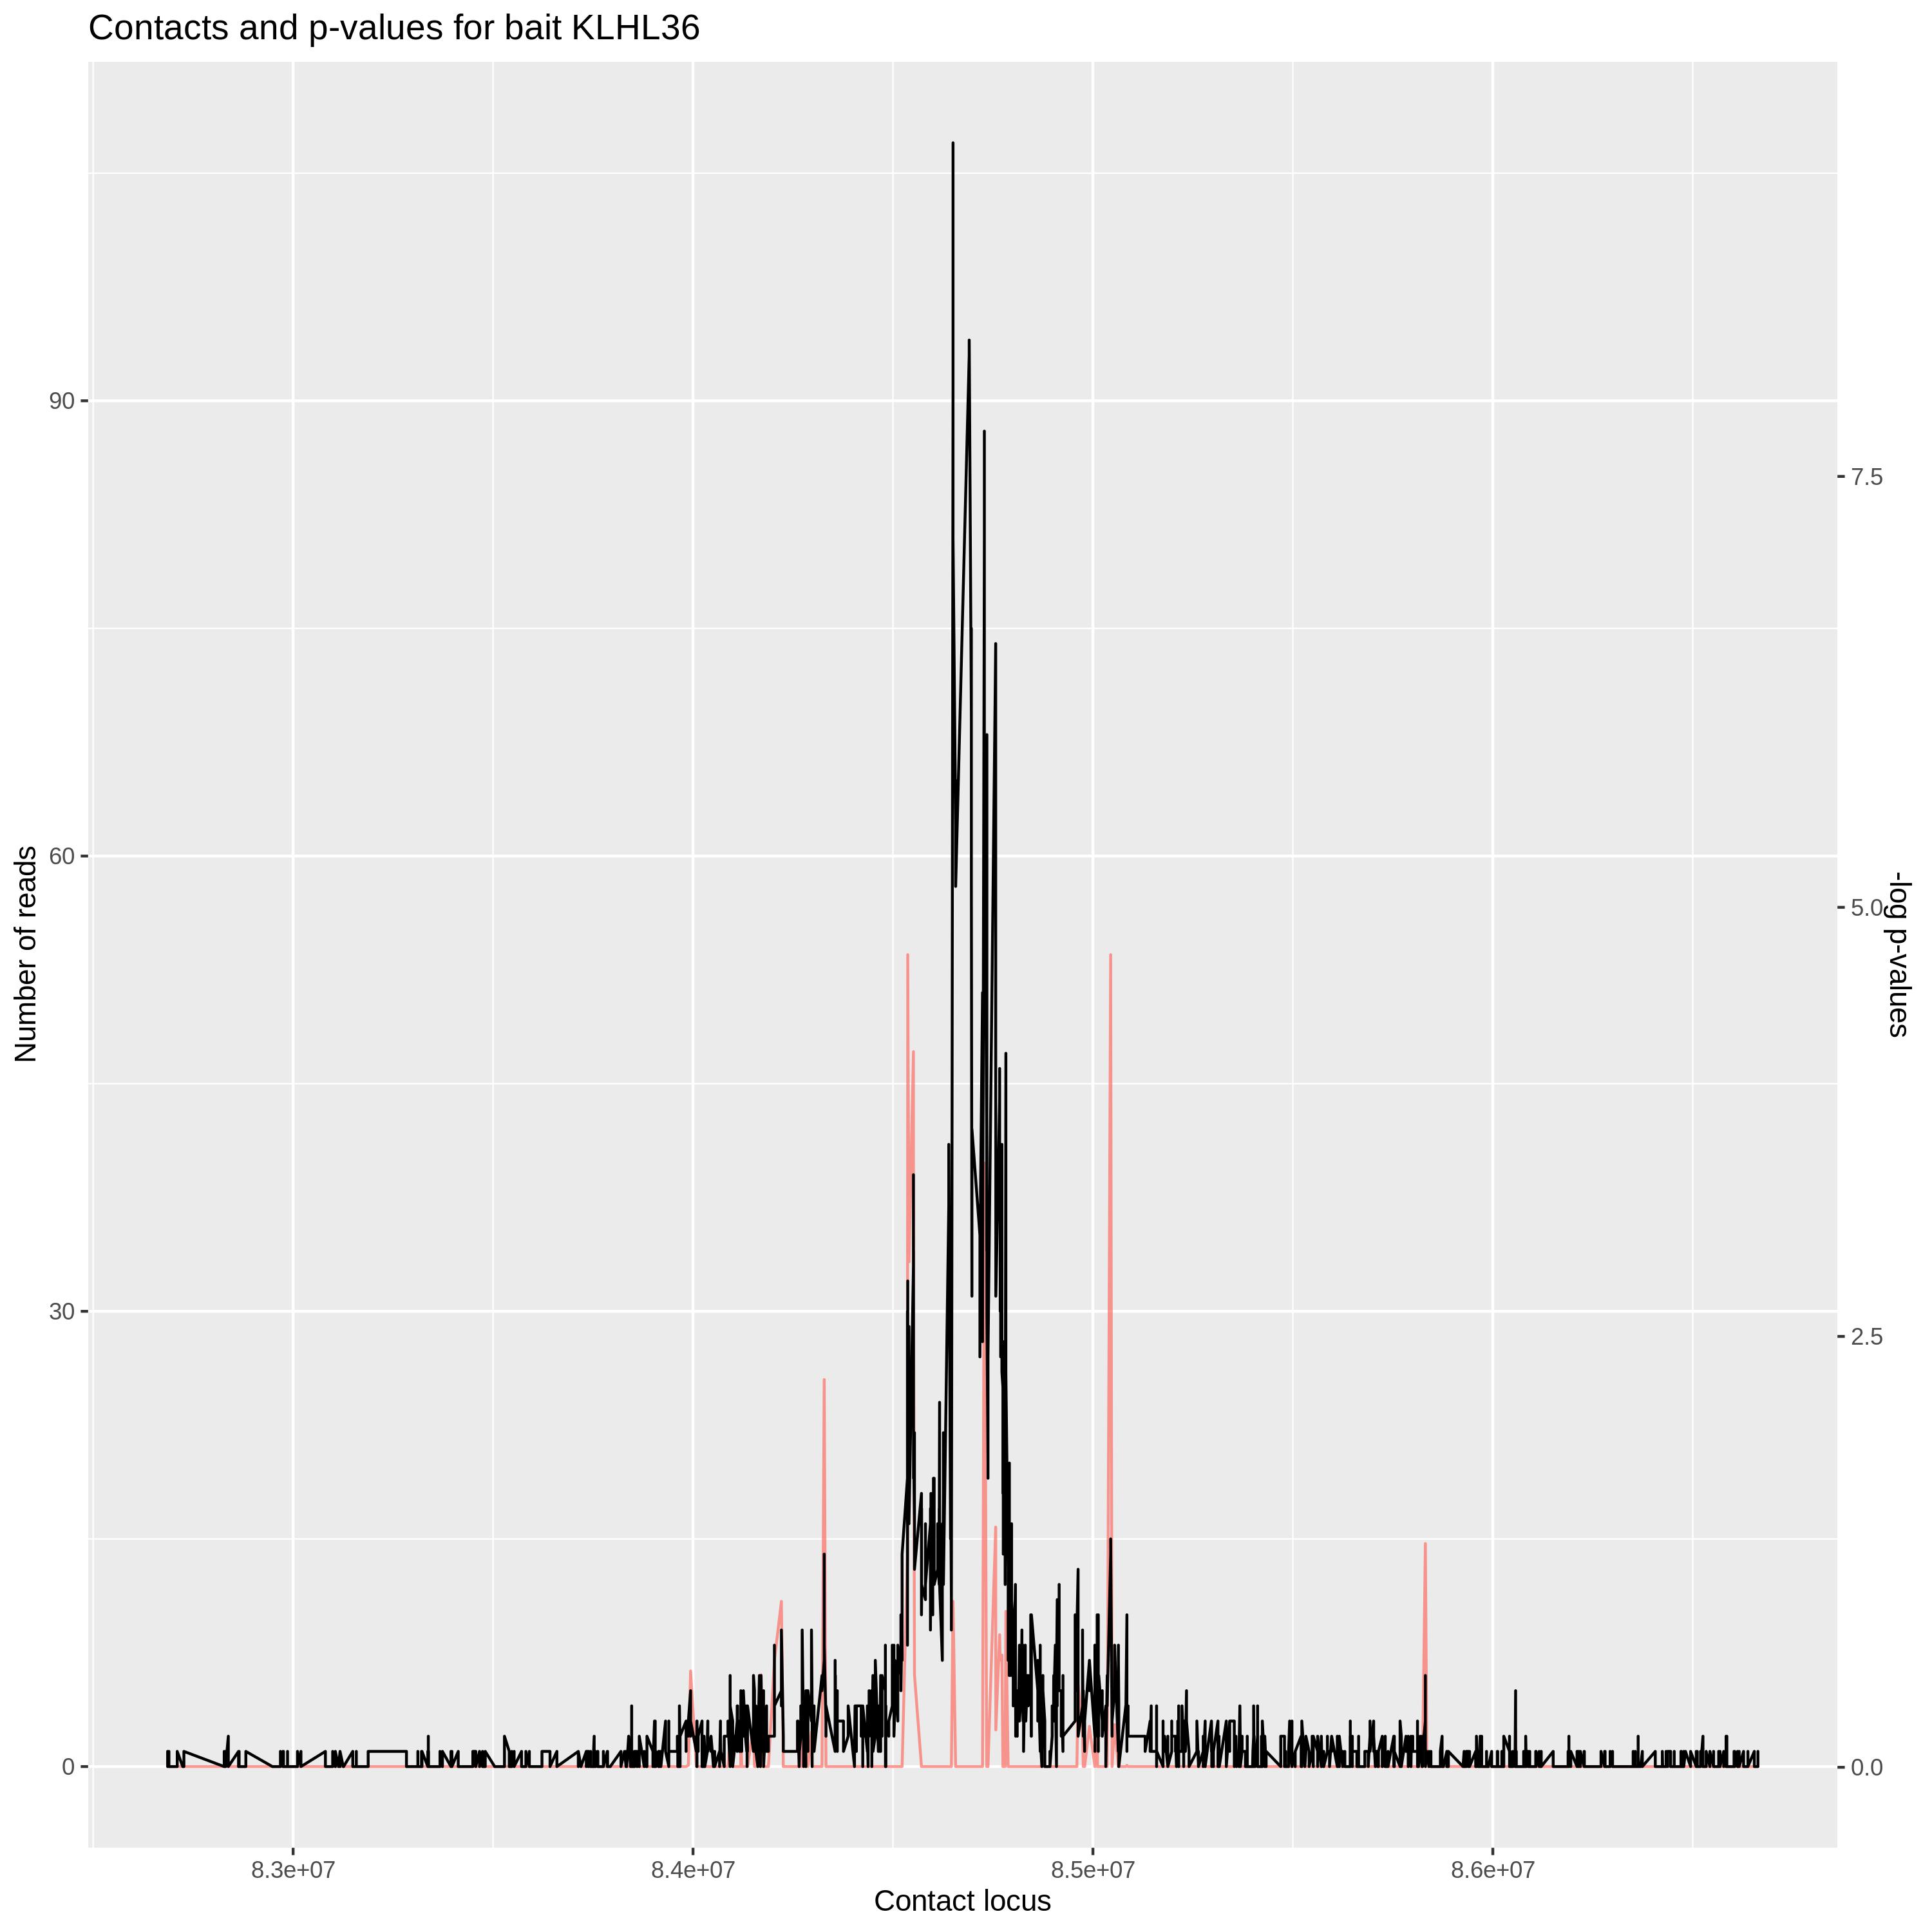 Contacts and p-values for bait KLHL36
90
60
30
0
Number of reads
7.5
5.0
2.5
0.0
-log p-values
8.3e+07 8.4e+07 8.5e+07 8.6e+07
Contact locus